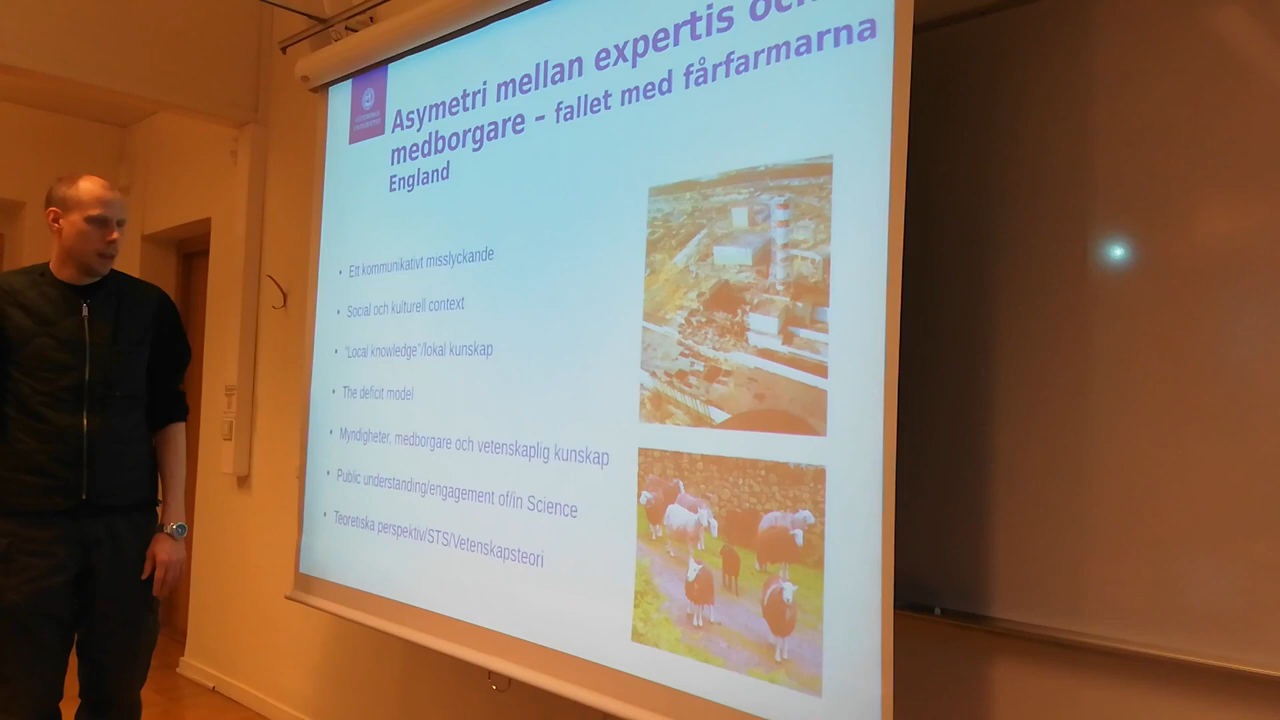 Asymetri mellan expertis och
medborgare – fallet med fårfarmarna
England
GÖTEBORGS
UNIVERSITET
• Ett kommunikativt misslyckande
• Social och kulturell context
• "Local knowledge"/lokal kunskap
• The deficit model
• Myndigheter, medborgare och vetenskaplig kunskap
• Public understanding/engagement of/in Science
• Teoretiska perspektiv/STS/Vetenskapsteori